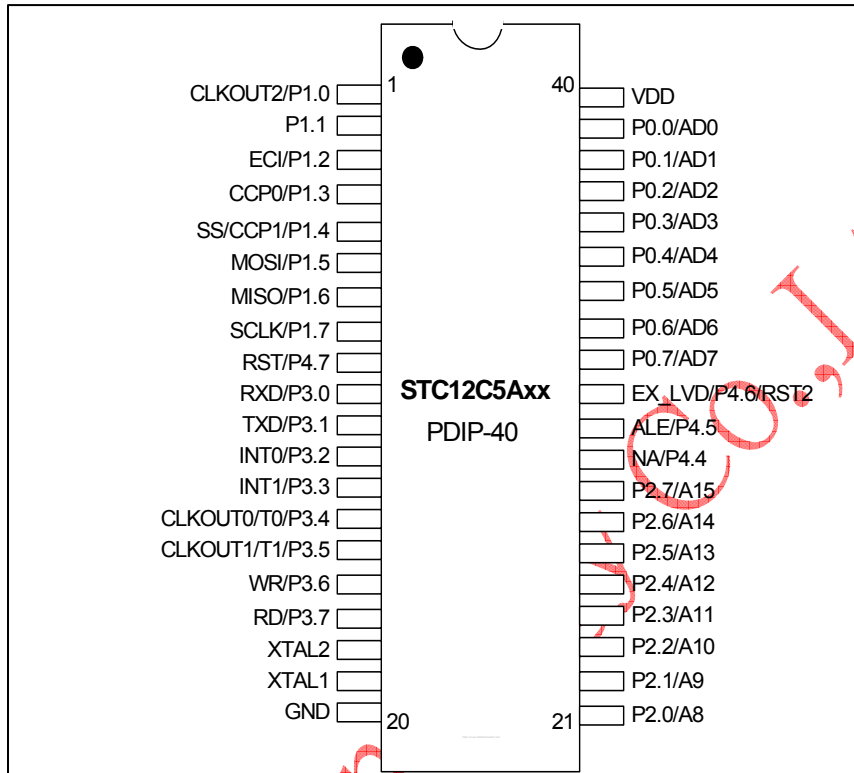 CLKOUT2/P1.0 1 40 VDD
P1.1 P0.0/AD0
ECI/P1.2 P0.1/AD1
CCP0/P1.3 P0.2/AD2
SS/CCP1/P1.4 P0.3/AD3
MOSI/P1.5 P0.4/AD4
MISO/P1.6 P0.5/AD5
SCLK/P1.7 P0.6/AD6
RST/P4.7 P0.7/AD7
RXD/P3.0 STC12C5Axx EX_LVD/P4.6/RST2
TXD/P3.1 PDIP-40 ALE/P4.5
INT0/P3.2 NA/P4.4
INT1/P3.3 P2.7/A15
CLKOUT0/T0/P3.4 P2.6/A14
CLKOUT1/T1/P3.5 P2.5/A13
WR/P3.6 P2.4/A12
RD/P3.7 P2.3/A11
XTAL2 P2.2/A10
XTAL1 P2.1/A9
GND 20 21 P2.0/A8
Co.,